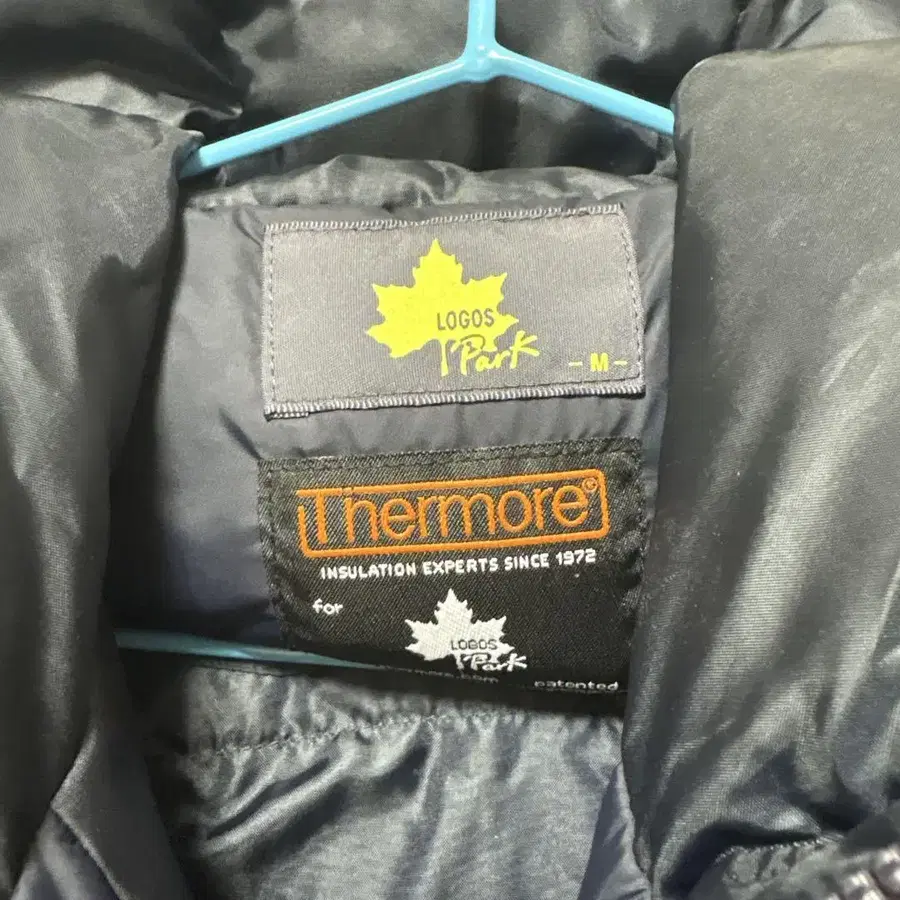 LOGOS
Park
- M -
Thermore®
INSULATION EXPERTS SINCE 1972
for
LOGOS
Park
patented